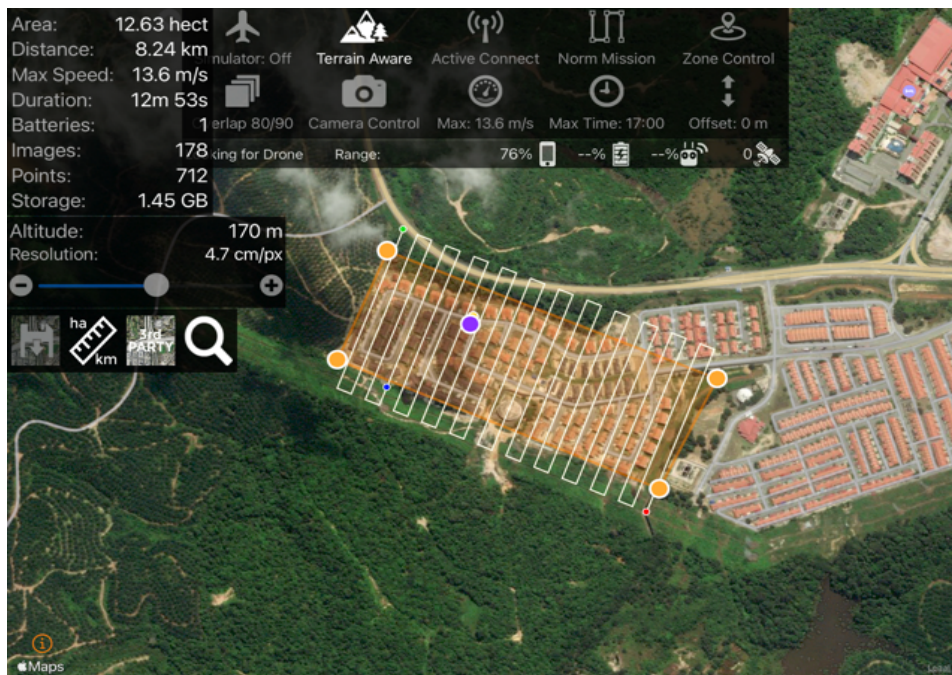 Area: 12.63 hect
Distance: 8.24 km
Max Speed: 13.6 m/s
Duration: 12m 53s
Batteries: 1
Images: 178
Points: 712
Storage: 1.45 GB
Altitude: 170 m
Resolution: 4.7 cm/px
ha
km
3rd
PARTY
imulator: Off
Terrain Aware
Active Connect
Norm Mission
Zone Control
erlap 80/90
Camera Control
Max: 13.6 m/s
Max Time: 17:00
Offset: 0 m
king for Drone
Range:
76%
--%
--%
0
i
Maps
Legal